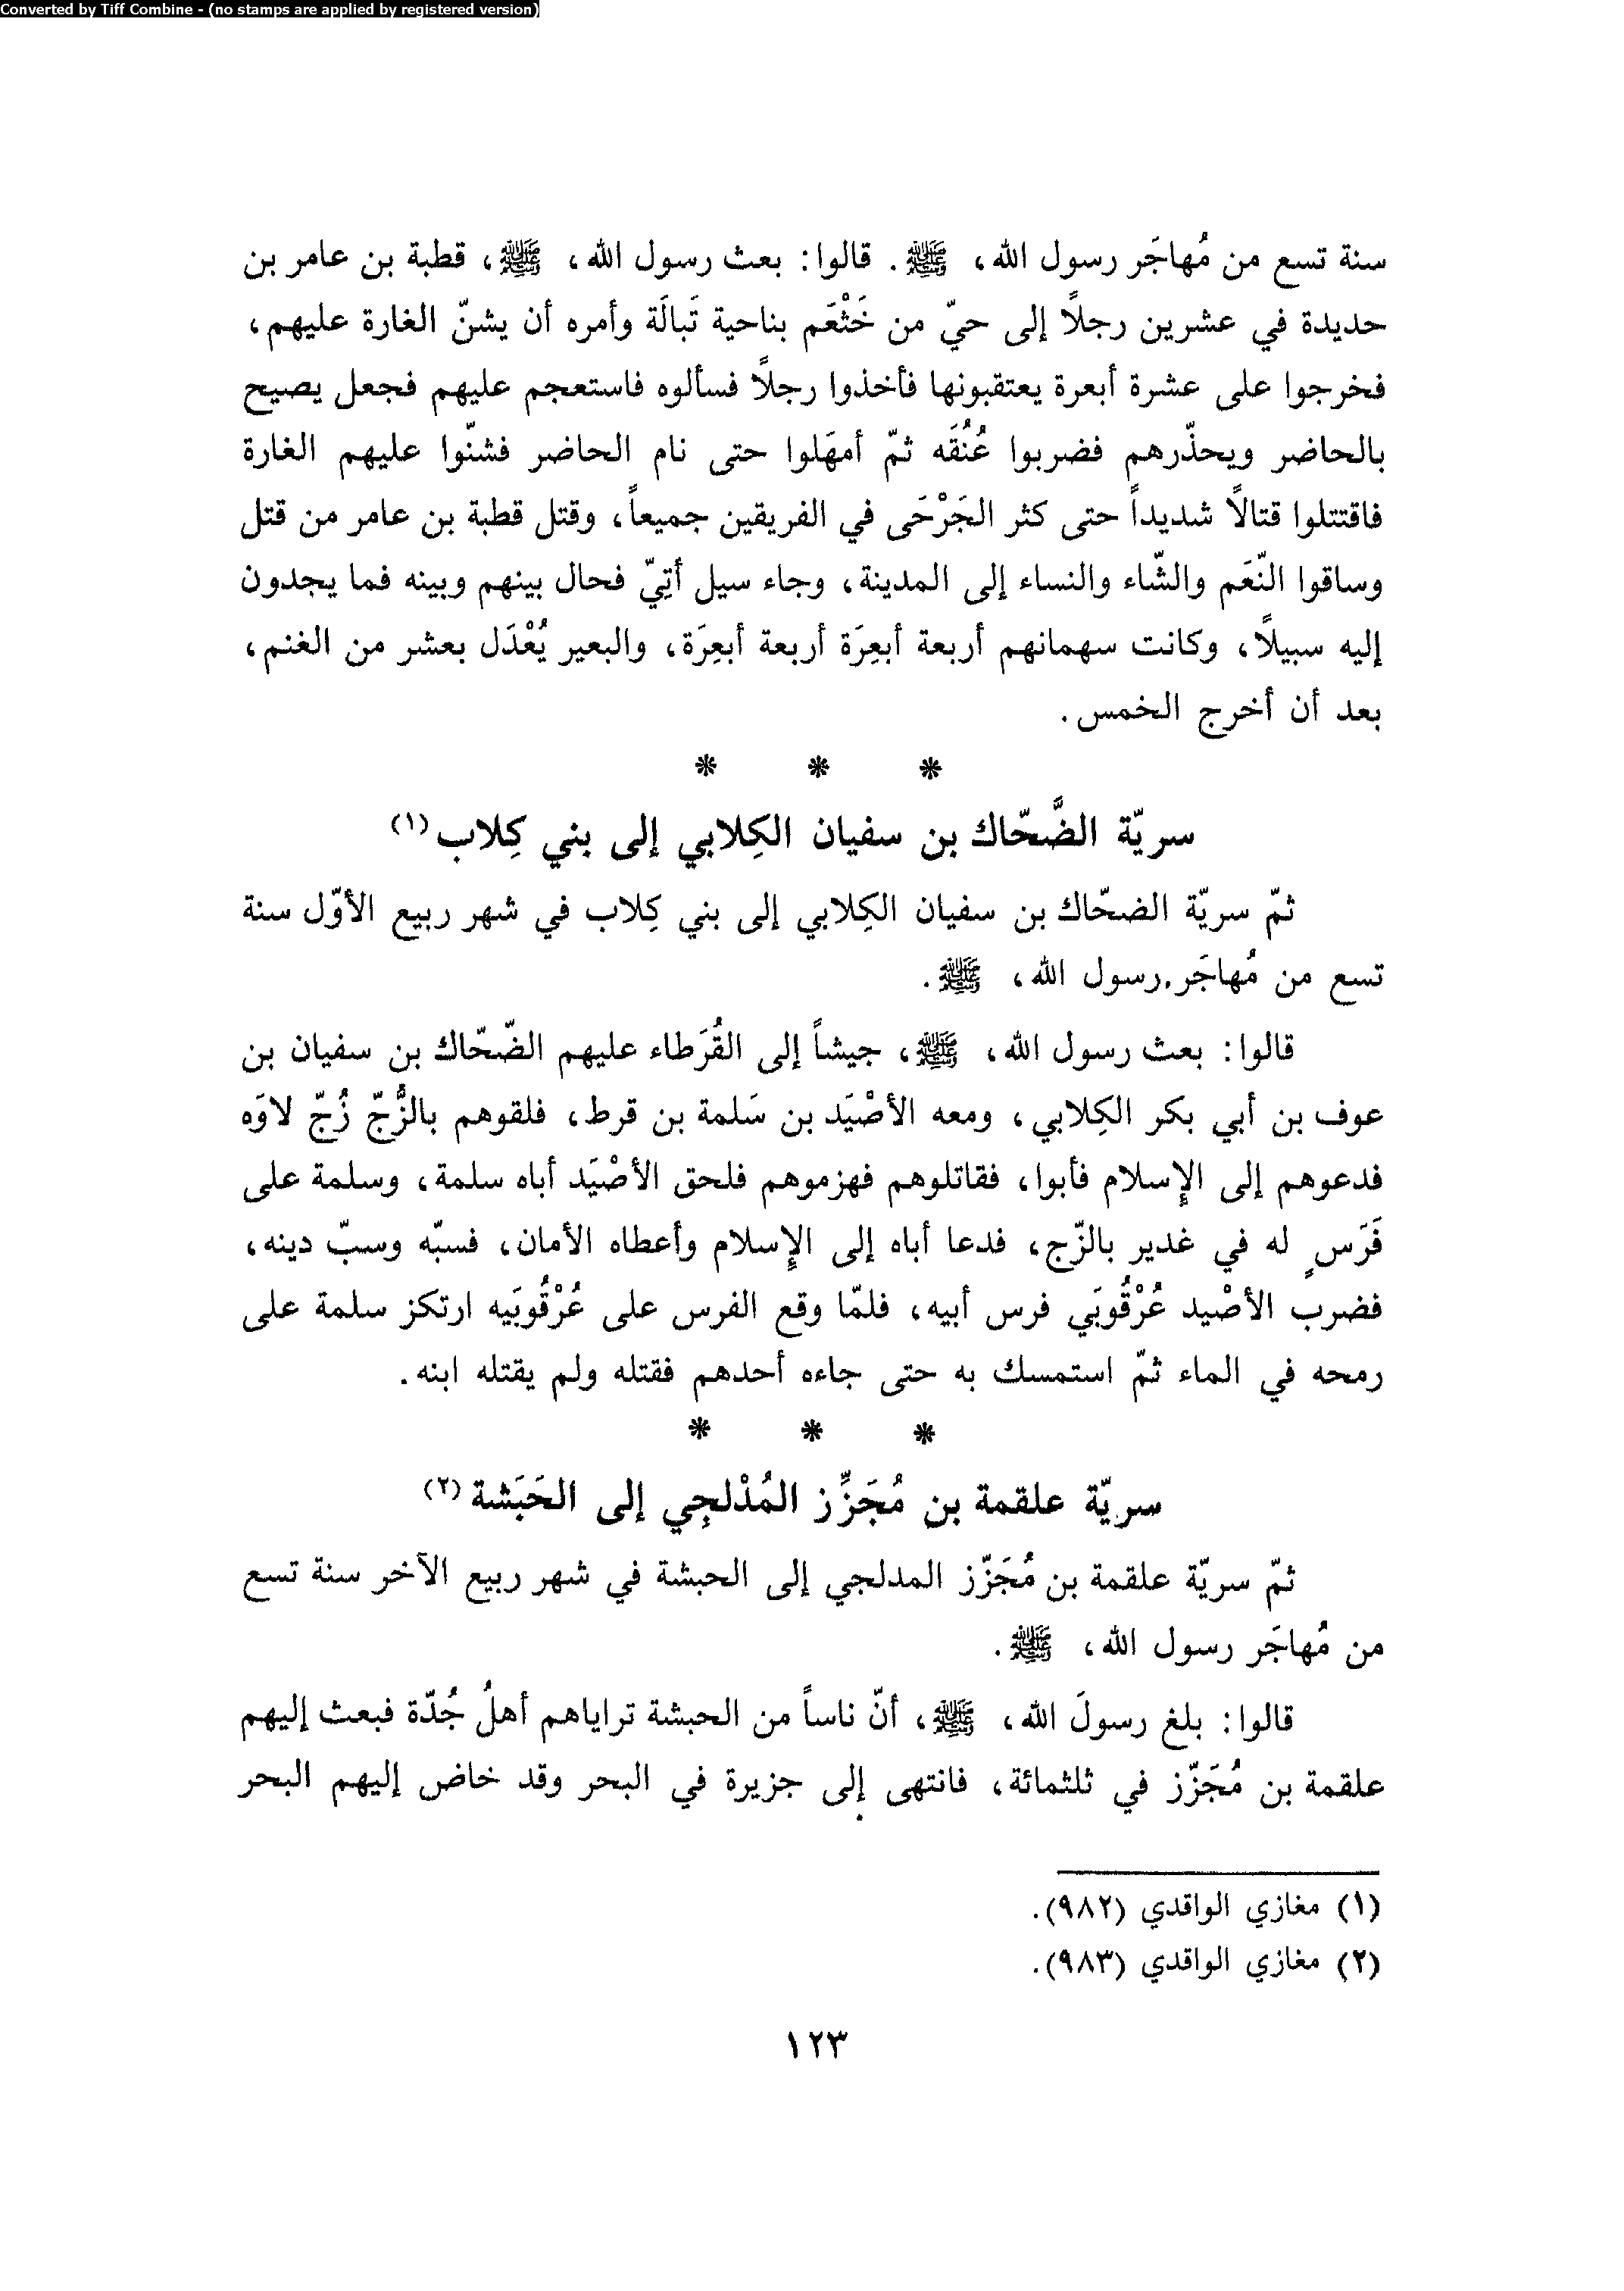 Converted by Tiff Combine - (no stamps are applied by registered version)
سنة تسع من مُهاجَر رسول الله، ﷺ. قالوا: بعث رسول الله، ﷺ، قطبة بن عامر بن
حديدة في عشرين رجلاً إلى حيّ من خَثْعَم بناحية تَبالَة وأمره أن يشنّ الغارة عليهم،
فخرجوا على عشرة أبعرة يعتقبونها فأخذوا رجلاً فسألوه فاستعجم عليهم فجعل يصيح
بالحاضر ويحذّرهم فضربوا عُنُقَه ثمّ أمهَلوا حتى نام الحاضر فشنّوا عليهم الغارة
فاقتتلوا قتالاً شديداً حتى كثر الجَرْحَى في الفريقين جميعاً، وقتل قطبة بن عامر من قتل
وساقوا النّعَم والشّاء والنساء إلى المدينة، وجاء سيل أتِيّ فحال بينهم وبينه فما يجدون
إليه سبيلاً، وكانت سهمانهم أربعة أبعِرَة أربعة أبعِرَة، والبعير يُعْدَل بعشر من الغنم،
بعد أن أخرج الخمس.
* * *
سريّة الضَّحّاك بن سفيان الكِلابي إلى بني كِلاب(١)
ثمّ سريّة الضحّاك بن سفيان الكِلابي إلى بني كِلاب في شهر ربيع الأوّل سنة
تسع من مُهاجَر رسول الله، ﷺ.
قالوا: بعث رسول الله، ﷺ، جيشاً إلى القُرَطاء عليهم الضّحّاك بن سفيان بن
عوف بن أبي بكر الكِلابي، ومعه الأصْيَد بن سَلمة بن قرط، فلقوهم بالزُّجّ زُجّ لاوَه
فدعوهم إلى الإسلام فأبوا، فقاتلوهم فهزموهم فلحق الأصْيَد أباه سلمة، وسلمة على
فَرَسٍ له في غدير بالزّج، فدعا أباه إلى الإسلام وأعطاه الأمان، فسبّه وسبّ دينه،
فضرب الأصْيد عُرْقُوبَي فرس أبيه، فلمّا وقع الفرس على عُرْقُوبَيه ارتكز سلمة على
رمحه في الماء ثمّ استمسك به حتى جاءه أحدهم فقتله ولم يقتله ابنه.
* * *
سريّة علقمة بن مُجَزِّز المُدْلجِي إلى الحَبَشة(٢)
ثمّ سريّة علقمة بن مُجَزّز المدلجي إلى الحبشة في شهر ربيع الآخر سنة تسع
من مُهاجَر رسول الله، ﷺ.
قالوا: بلغ رسولَ الله، ﷺ، أنّ ناساً من الحبشة تراياهم أهلُ جُدّة فبعث إليهم
علقمة بن مُجَزّز في ثلثمائة، فانتهى إلى جزيرة في البحر وقد خاض إليهم البحر
(١) مغازي الواقدي (٩٨٢).
(٢) مغازي الواقدي (٩٨٣).
١٢٣